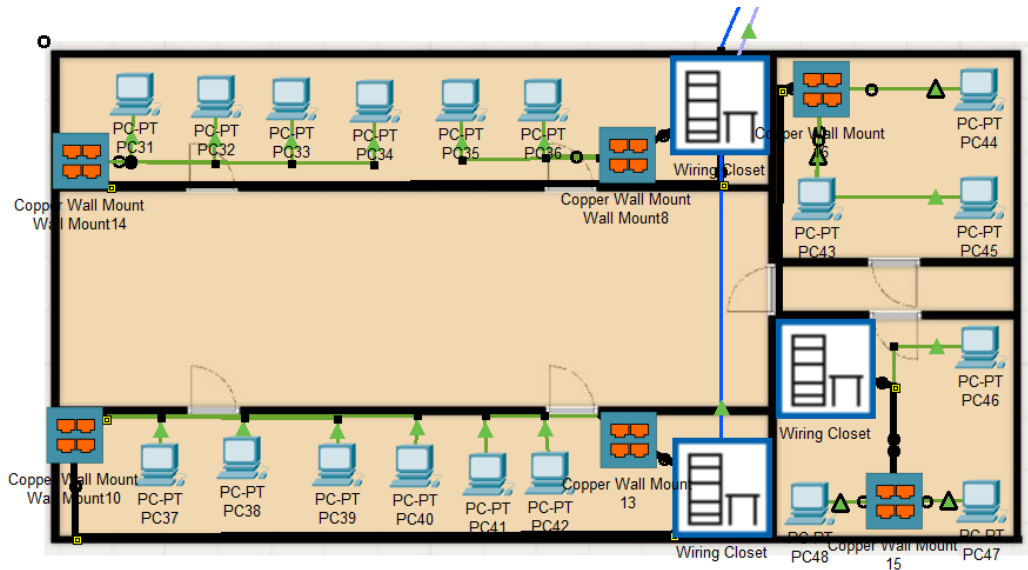 PC-PT
PC31
PC-PT
PC32
PC-PT
PC33
PC-PT
PC34
PC-PT
PC35
PC-PT
PC36
Copper Wall Mount
Wall Mount14
Copper Wall Mount
Wall Mount8
Wiring Closet
Copper Wall Mount
PC-PT
PC44
PC-PT
PC43
PC-PT
PC45
PC-PT
PC46
Wiring Closet
Copper Wall Mount
Wall Mount10
PC-PT
PC37
PC-PT
PC38
PC-PT
PC39
PC-PT
PC40
PC-PT
PC41
PC-PT
PC42
Copper Wall Mount
13
Wiring Closet
PC-PT
PC48
Copper Wall Mount
15
PC-PT
PC47